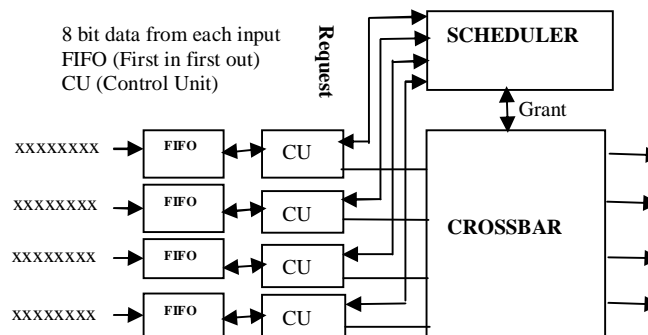 8 bit data from each input
FIFO (First in first out)
CU (Control Unit)
Request
SCHEDULER
Grant
xxxxxxxx
FIFO
CU
xxxxxxxx
FIFO
CU
CROSSBAR
xxxxxxxx
FIFO
CU
xxxxxxxx
FIFO
CU